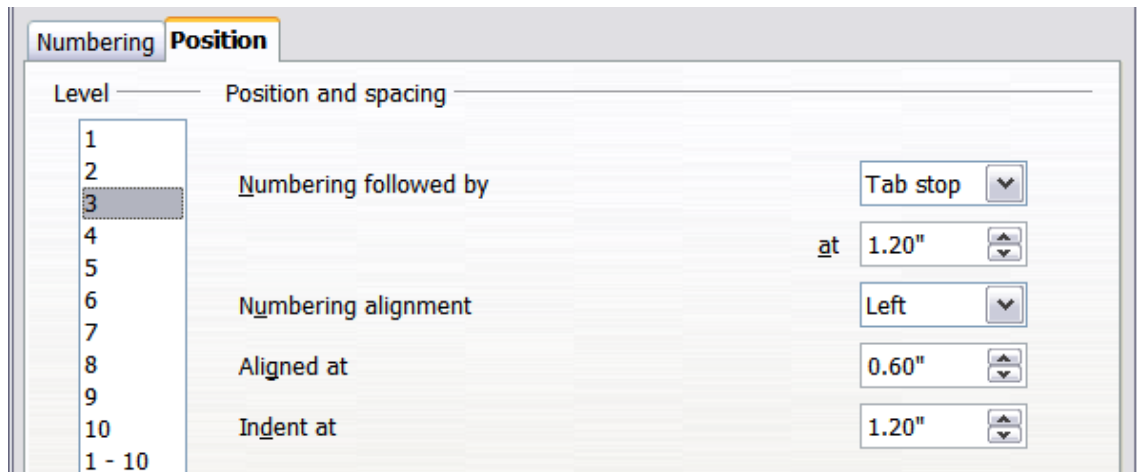 Numbering Position
Level Position and spacing
1
2
Numbering followed by Tab stop
3
4
at 1.20"
5
6
Numbering alignment Left
7
8
Aligned at 0.60"
9
10
Indent at 1.20"
1 - 10